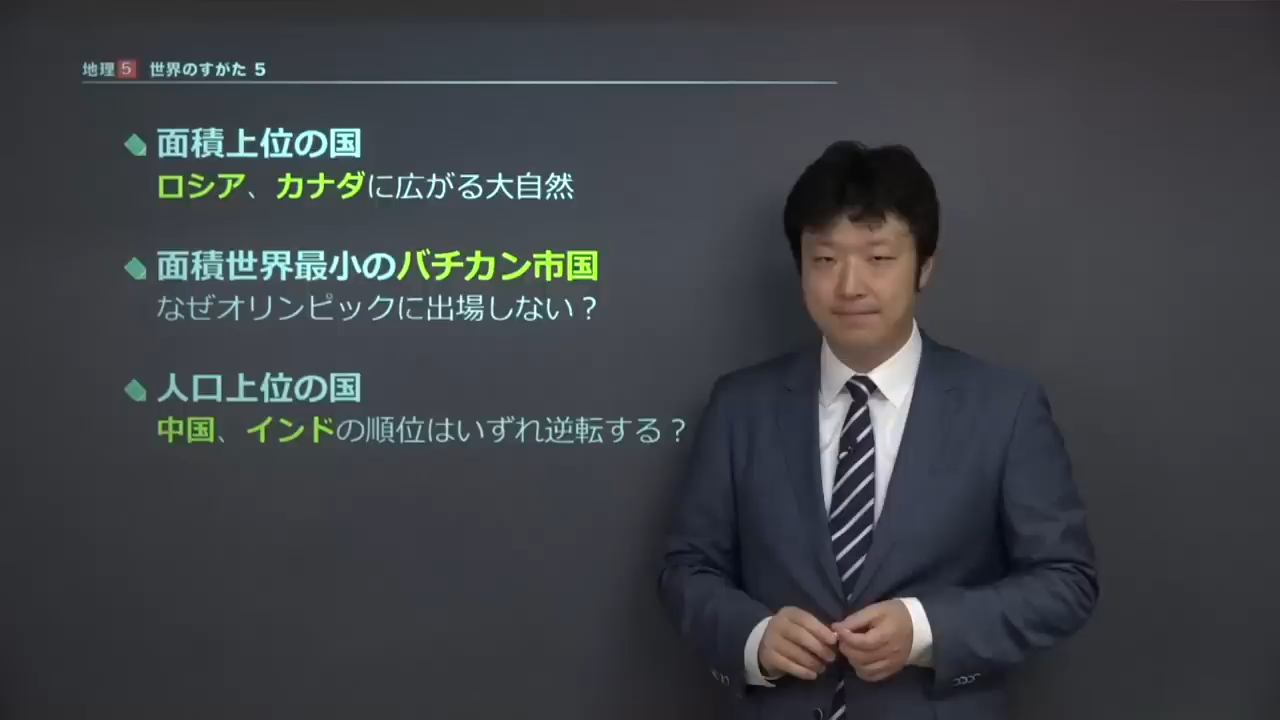 地理5 世界のすがた 5
面積上位の国
ロシア、カナダに広がる大自然
面積世界最小のバチカン市国
なぜオリンピックに出場しない？
人口上位の国
中国、インドの順位はいずれ逆転する？